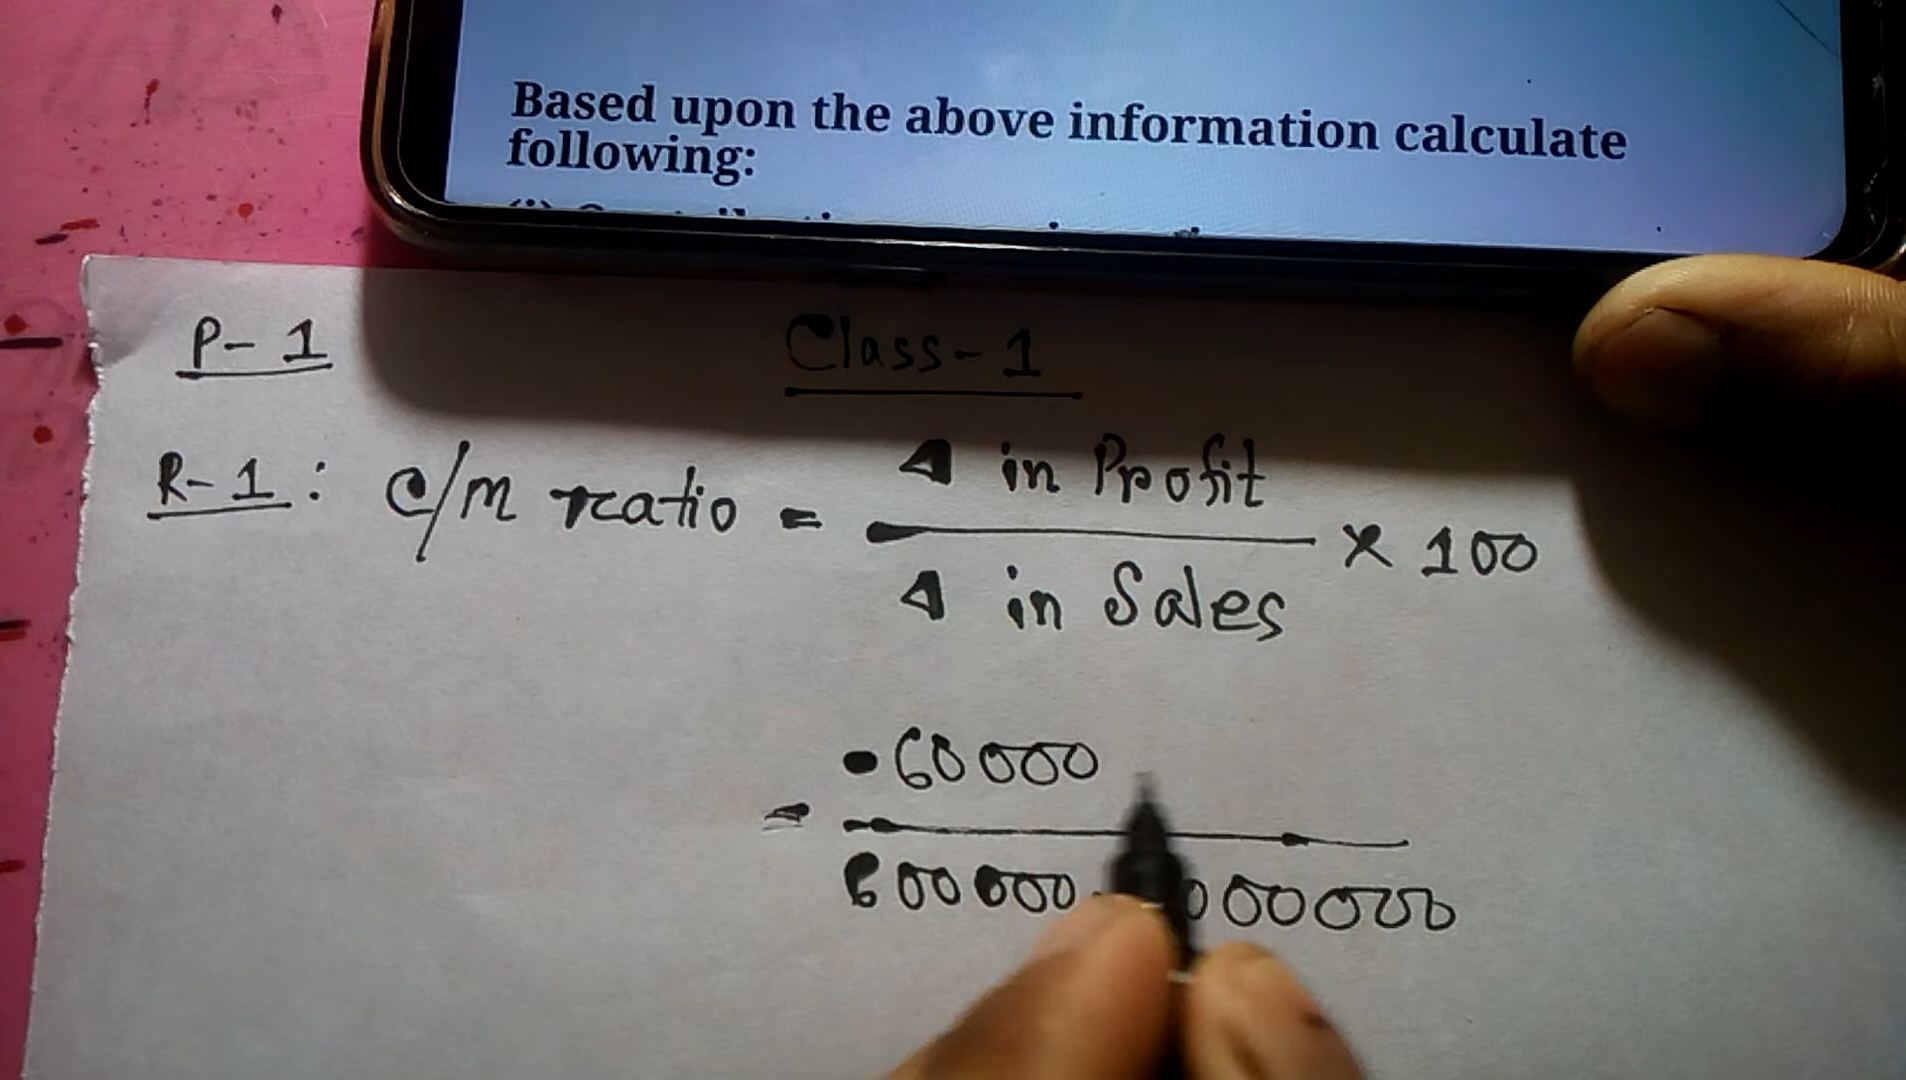 Based upon the above information calculate
following:
P-1
Class-1
R-1: C/M ratio = Δ in Profit / Δ in Sales × 100
= 60000
600000